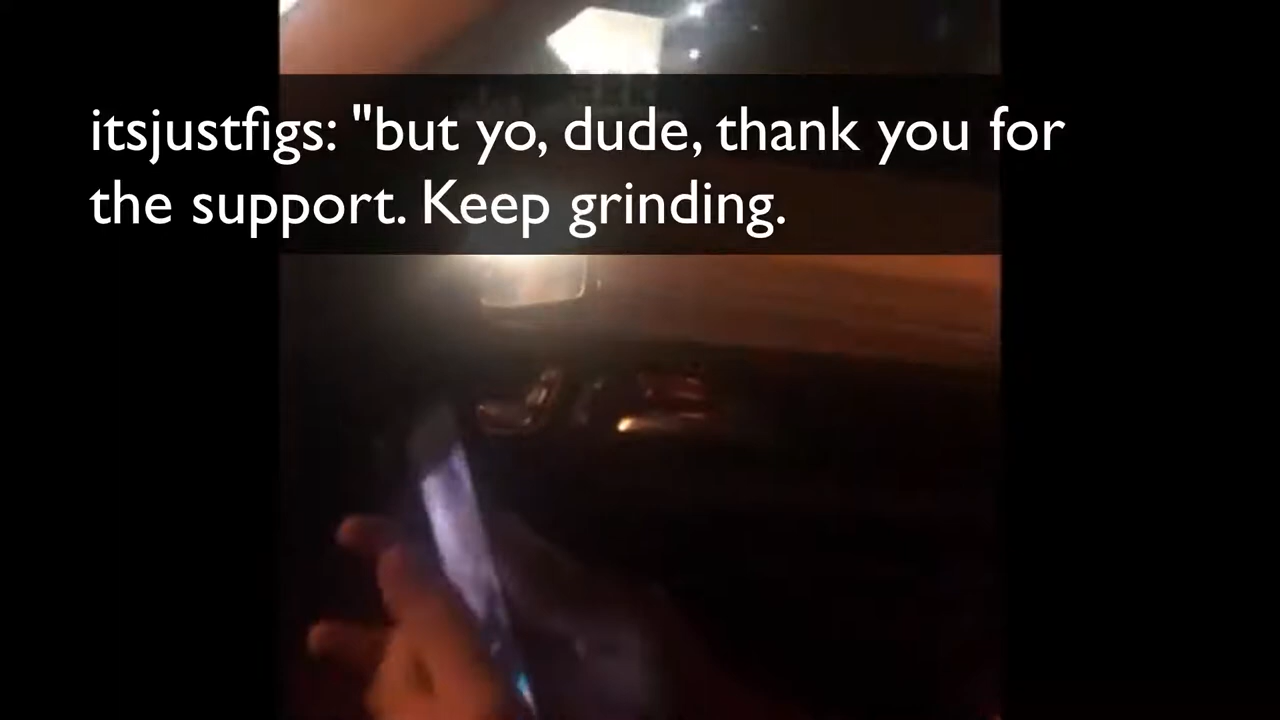 itsjustfigs: "but yo, dude, thank you for
the support. Keep grinding.